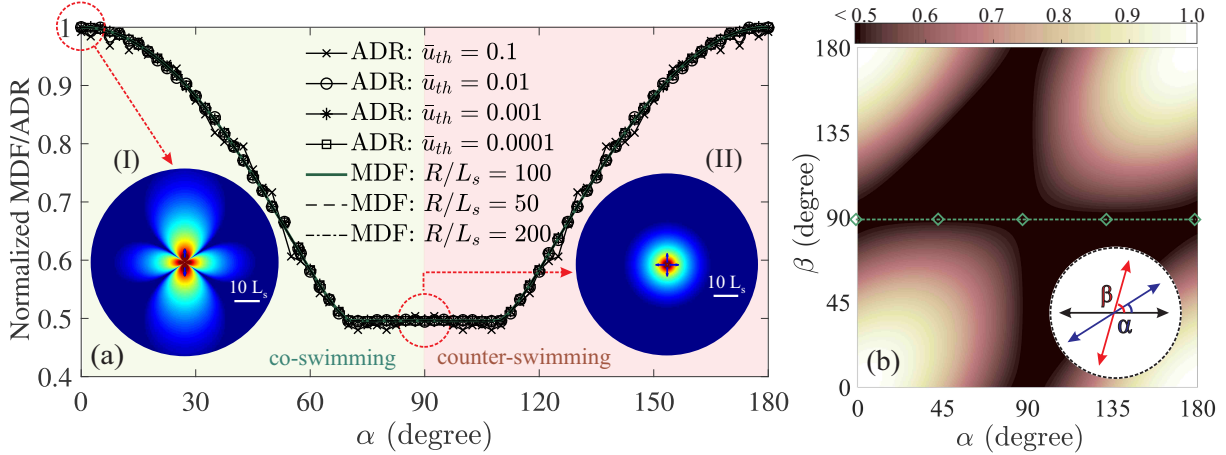 Normalized MDF/ADR
1
0.9
0.8
0.7
0.6
0.5
0.4
ADR: ū_th = 0.1
ADR: ū_th = 0.01
ADR: ū_th = 0.001
ADR: ū_th = 0.0001
MDF: R/L_s = 100
MDF: R/L_s = 50
MDF: R/L_s = 200
(I)
(II)
10 L_s
10 L_s
(a)
co-swimming
counter-swimming
0
30
60
90
120
150
180
α (degree)
< 0.5
0.6
0.7
0.8
0.9
1.0
β (degree)
180
135
90
45
0
β
α
(b)
0
45
90
135
180
α (degree)